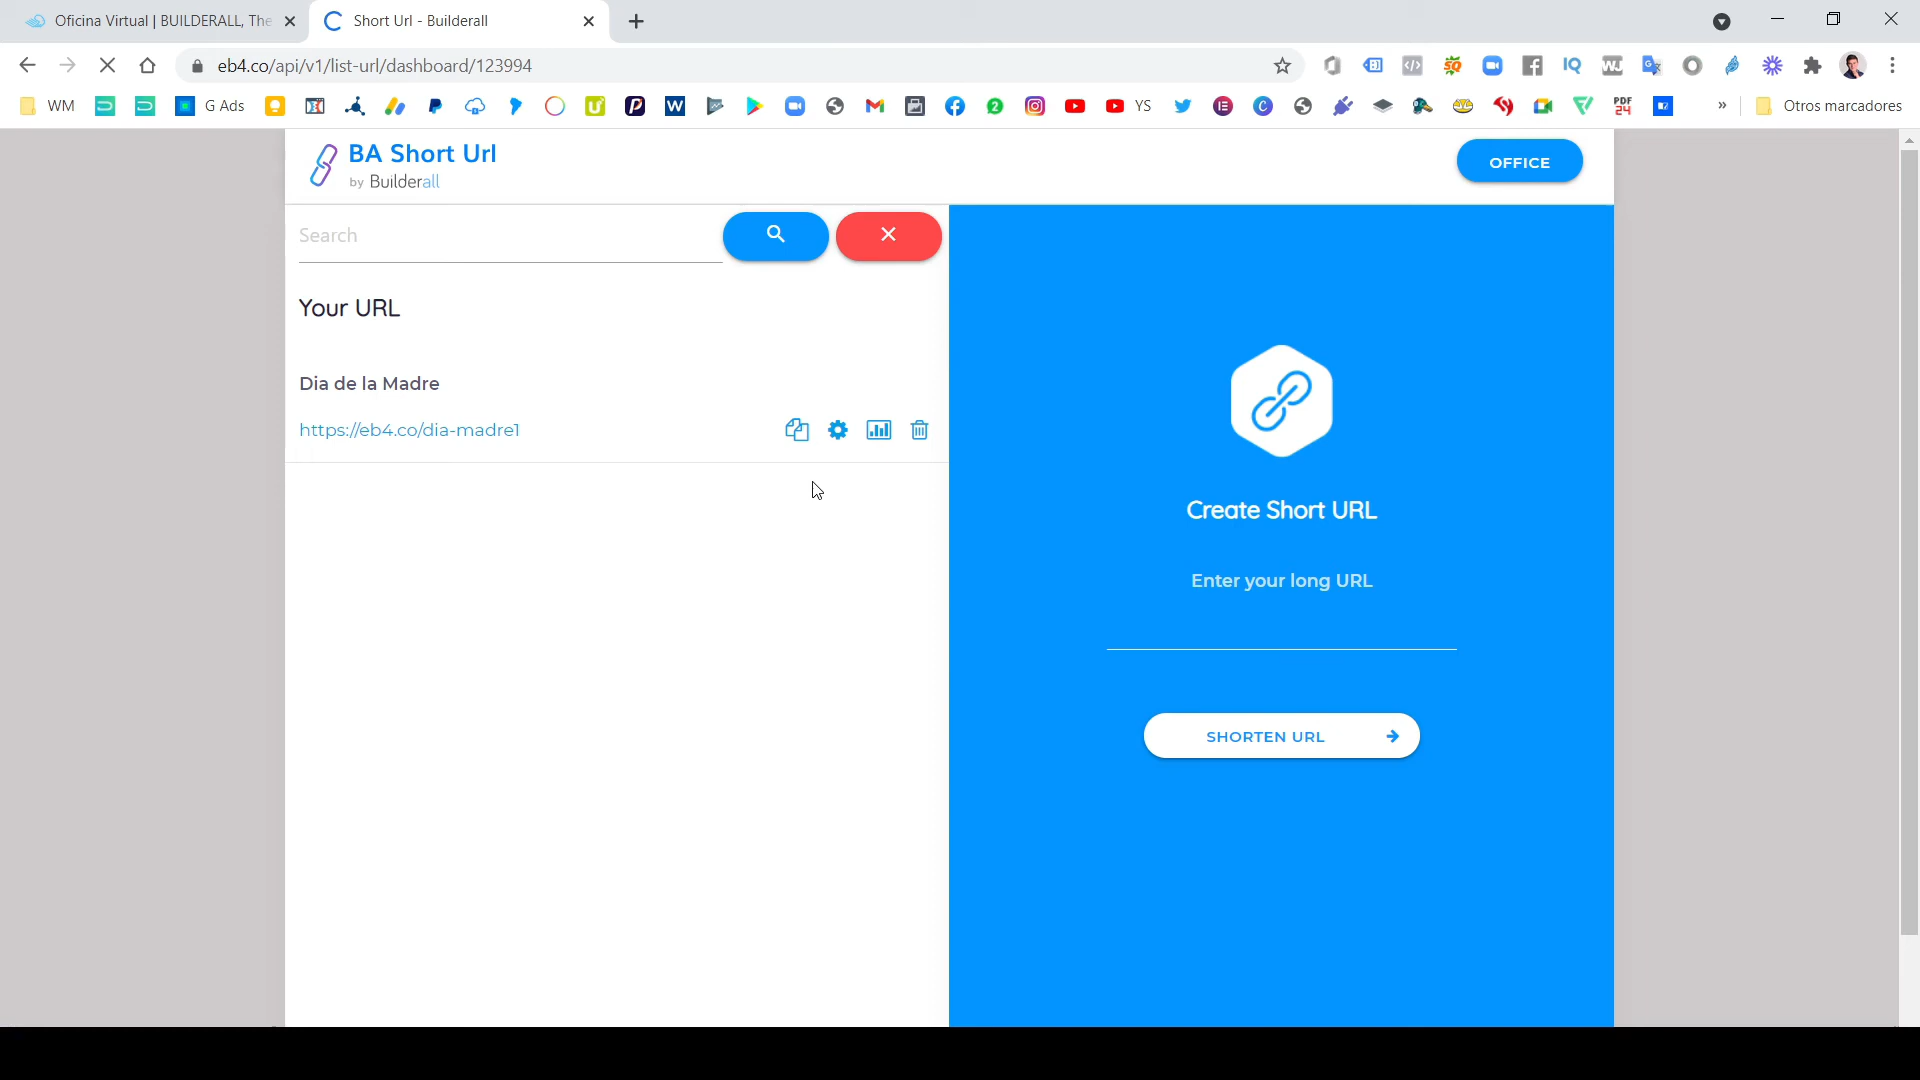 Oficina Virtual | BUILDERALL, The
Short Url - Builderall
eb4.co/api/v1/list-url/dashboard/123994
WM
G Ads
YS
Otros marcadores
BA Short Url
by Builderall
OFFICE
Search
Your URL
Dia de la Madre
https://eb4.co/dia-madre1
Create Short URL
Enter your long URL
SHORTEN URL